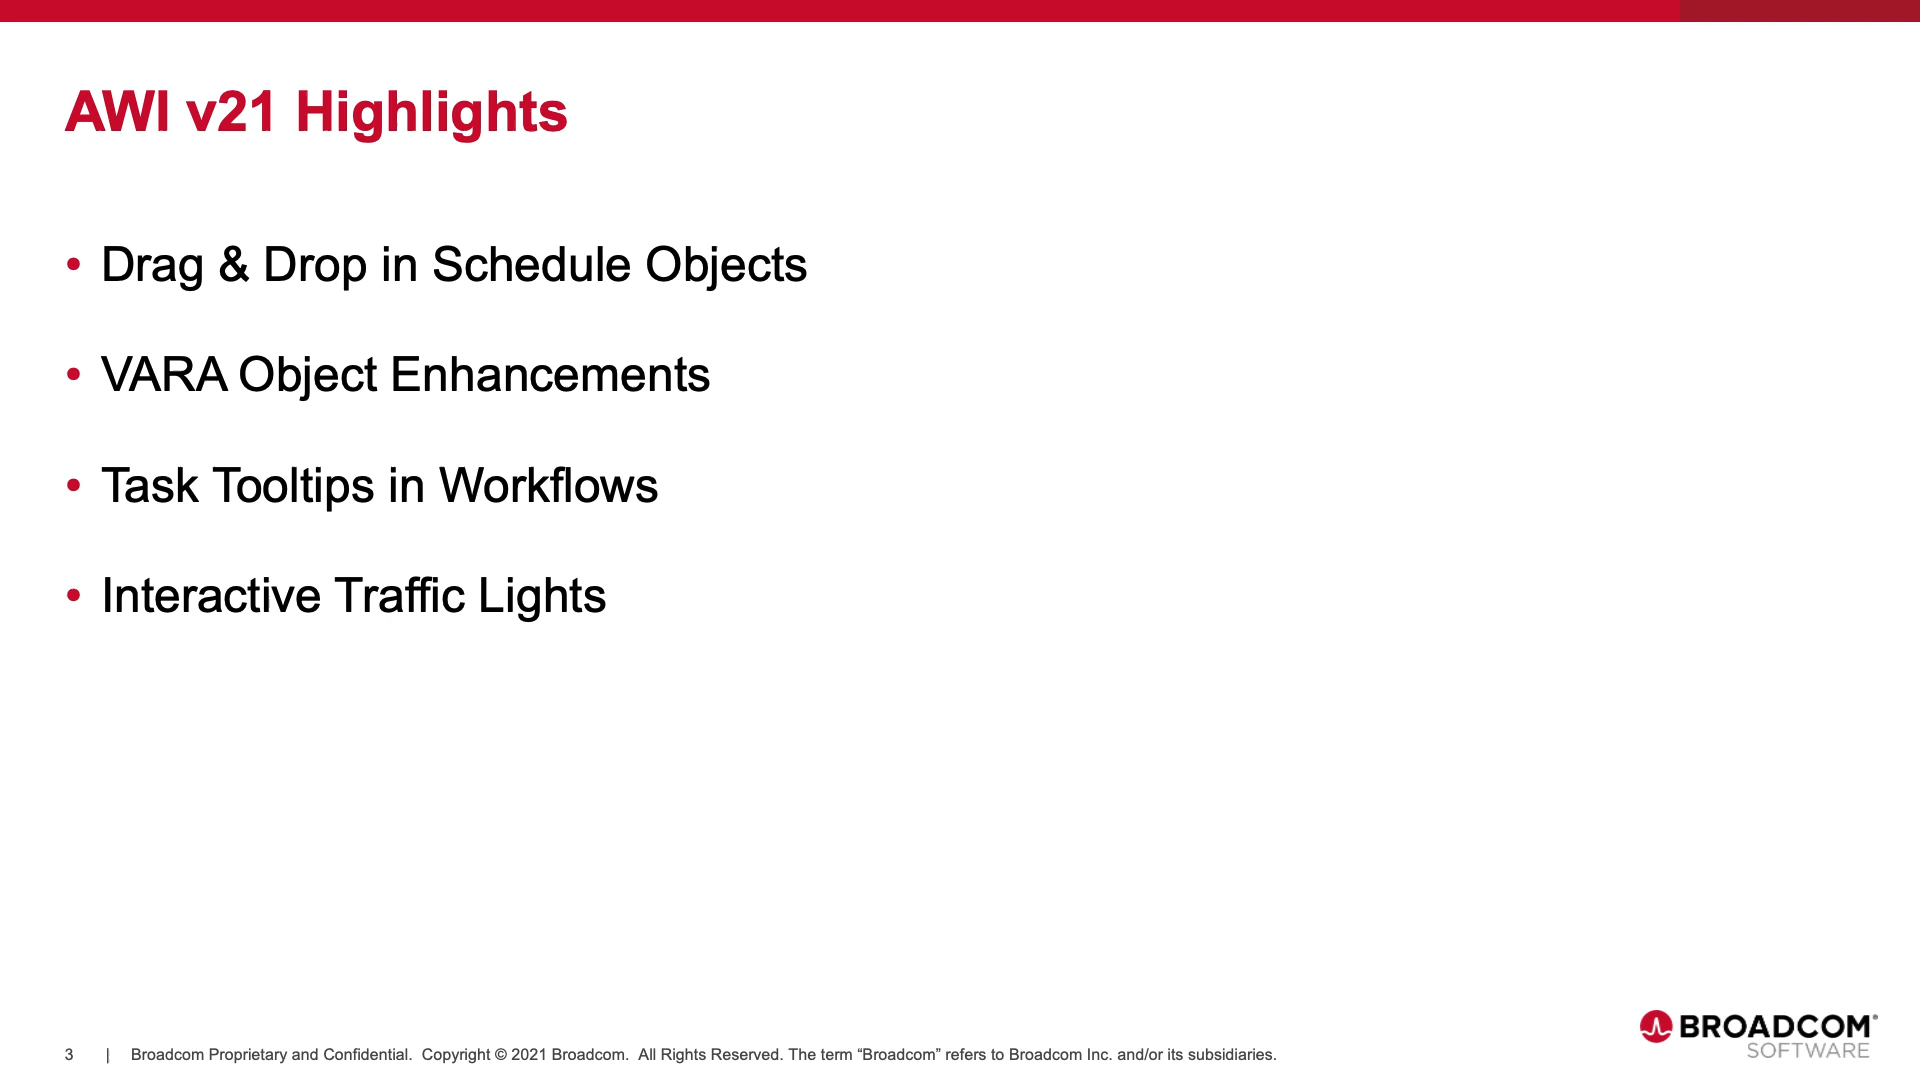 AWI v21 Highlights
• Drag & Drop in Schedule Objects
• VARA Object Enhancements
• Task Tooltips in Workflows
• Interactive Traffic Lights
3 | Broadcom Proprietary and Confidential. Copyright © 2021 Broadcom. All Rights Reserved. The term “Broadcom” refers to Broadcom Inc. and/or its subsidiaries.
BROADCOM®
SOFTWARE